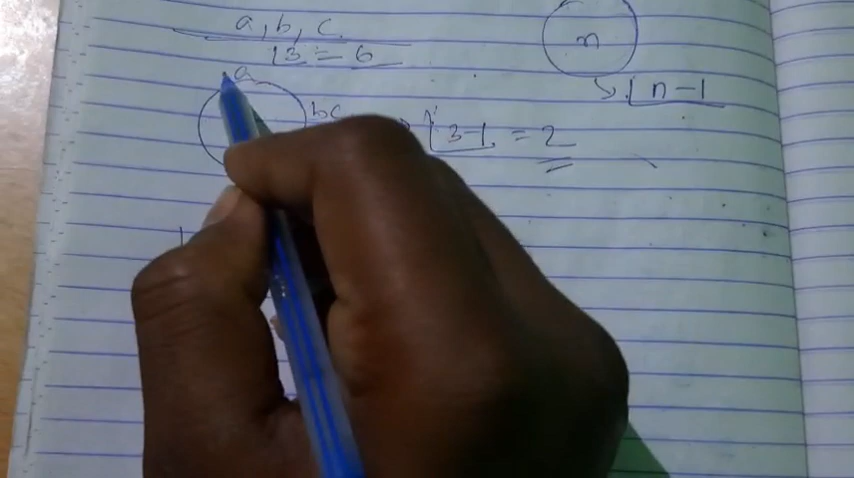 a, b, c
⌊3 = 6
n
⌊n-1
a
bc
⌊3-1 = 2